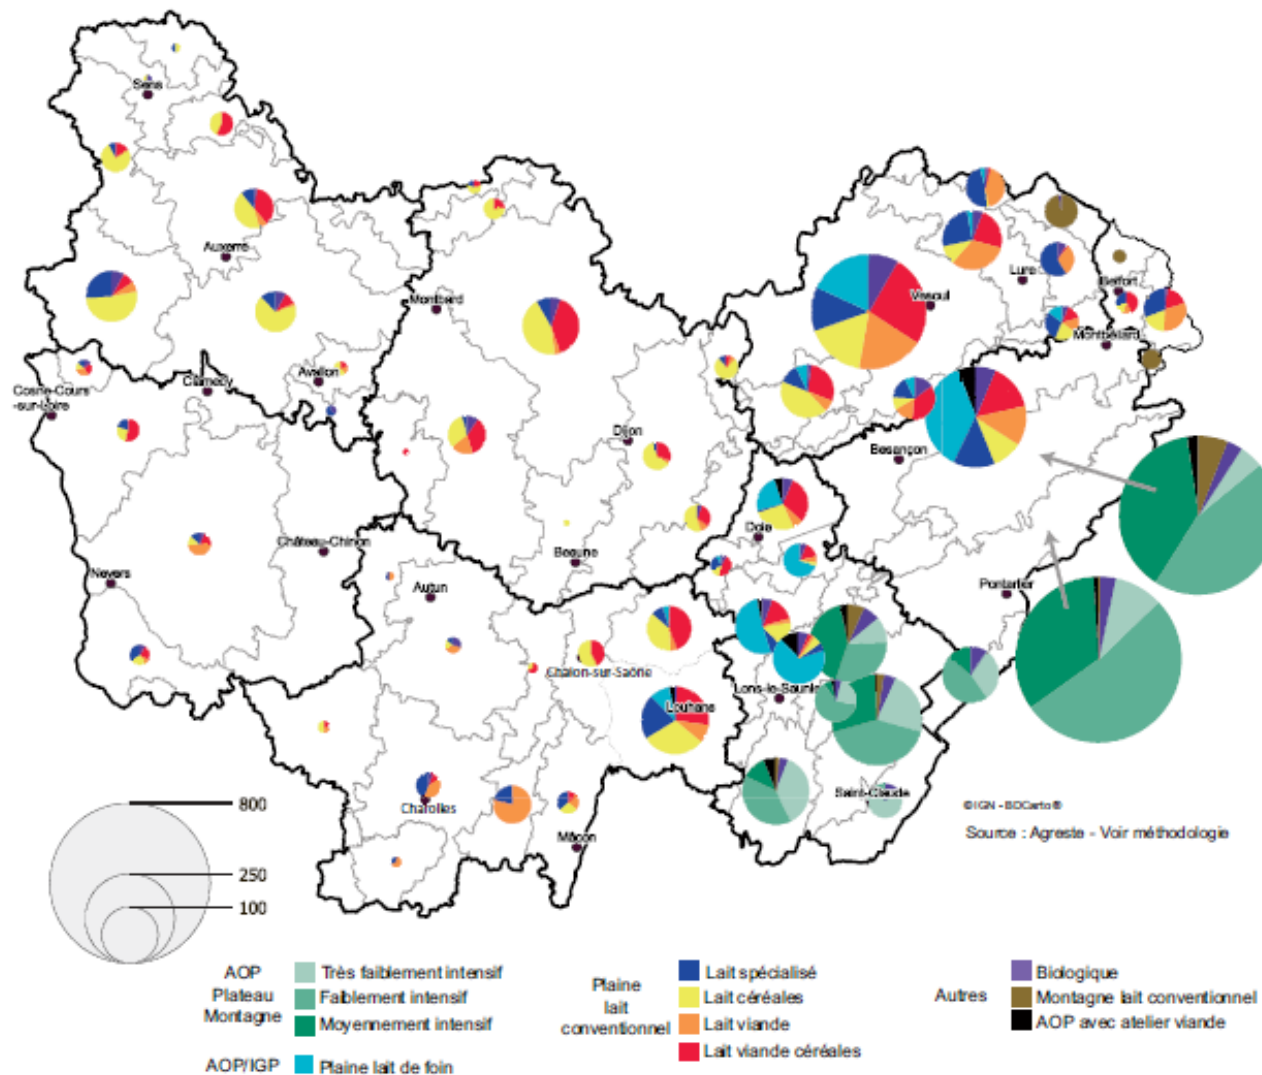 Sens
Auxerre
Montbard
Vesoul
Lure
Belfort
Montbéliard
Avallon
Clamecy
Cosne-Cours
-sur-Loire
Dijon
Besançon
Dole
Beaune
Château-Chinon
Nevers
Autun
Pontarlier
Chalon-sur-Saône
Lons-le-Saunier
Louhans
Saint-Claude
Charolles
Mâcon
©IGN - BDCarto®
Source : Agreste - Voir méthodologie
800
250
100
AOP
Plateau
Montagne
Très faiblement intensif
Faiblement intensif
Moyennement intensif
AOP/IGP
Plaine lait de foin
Plaine
lait
conventionnel
Lait spécialisé
Lait céréales
Lait viande
Lait viande céréales
Autres
Biologique
Montagne lait conventionnel
AOP avec atelier viande